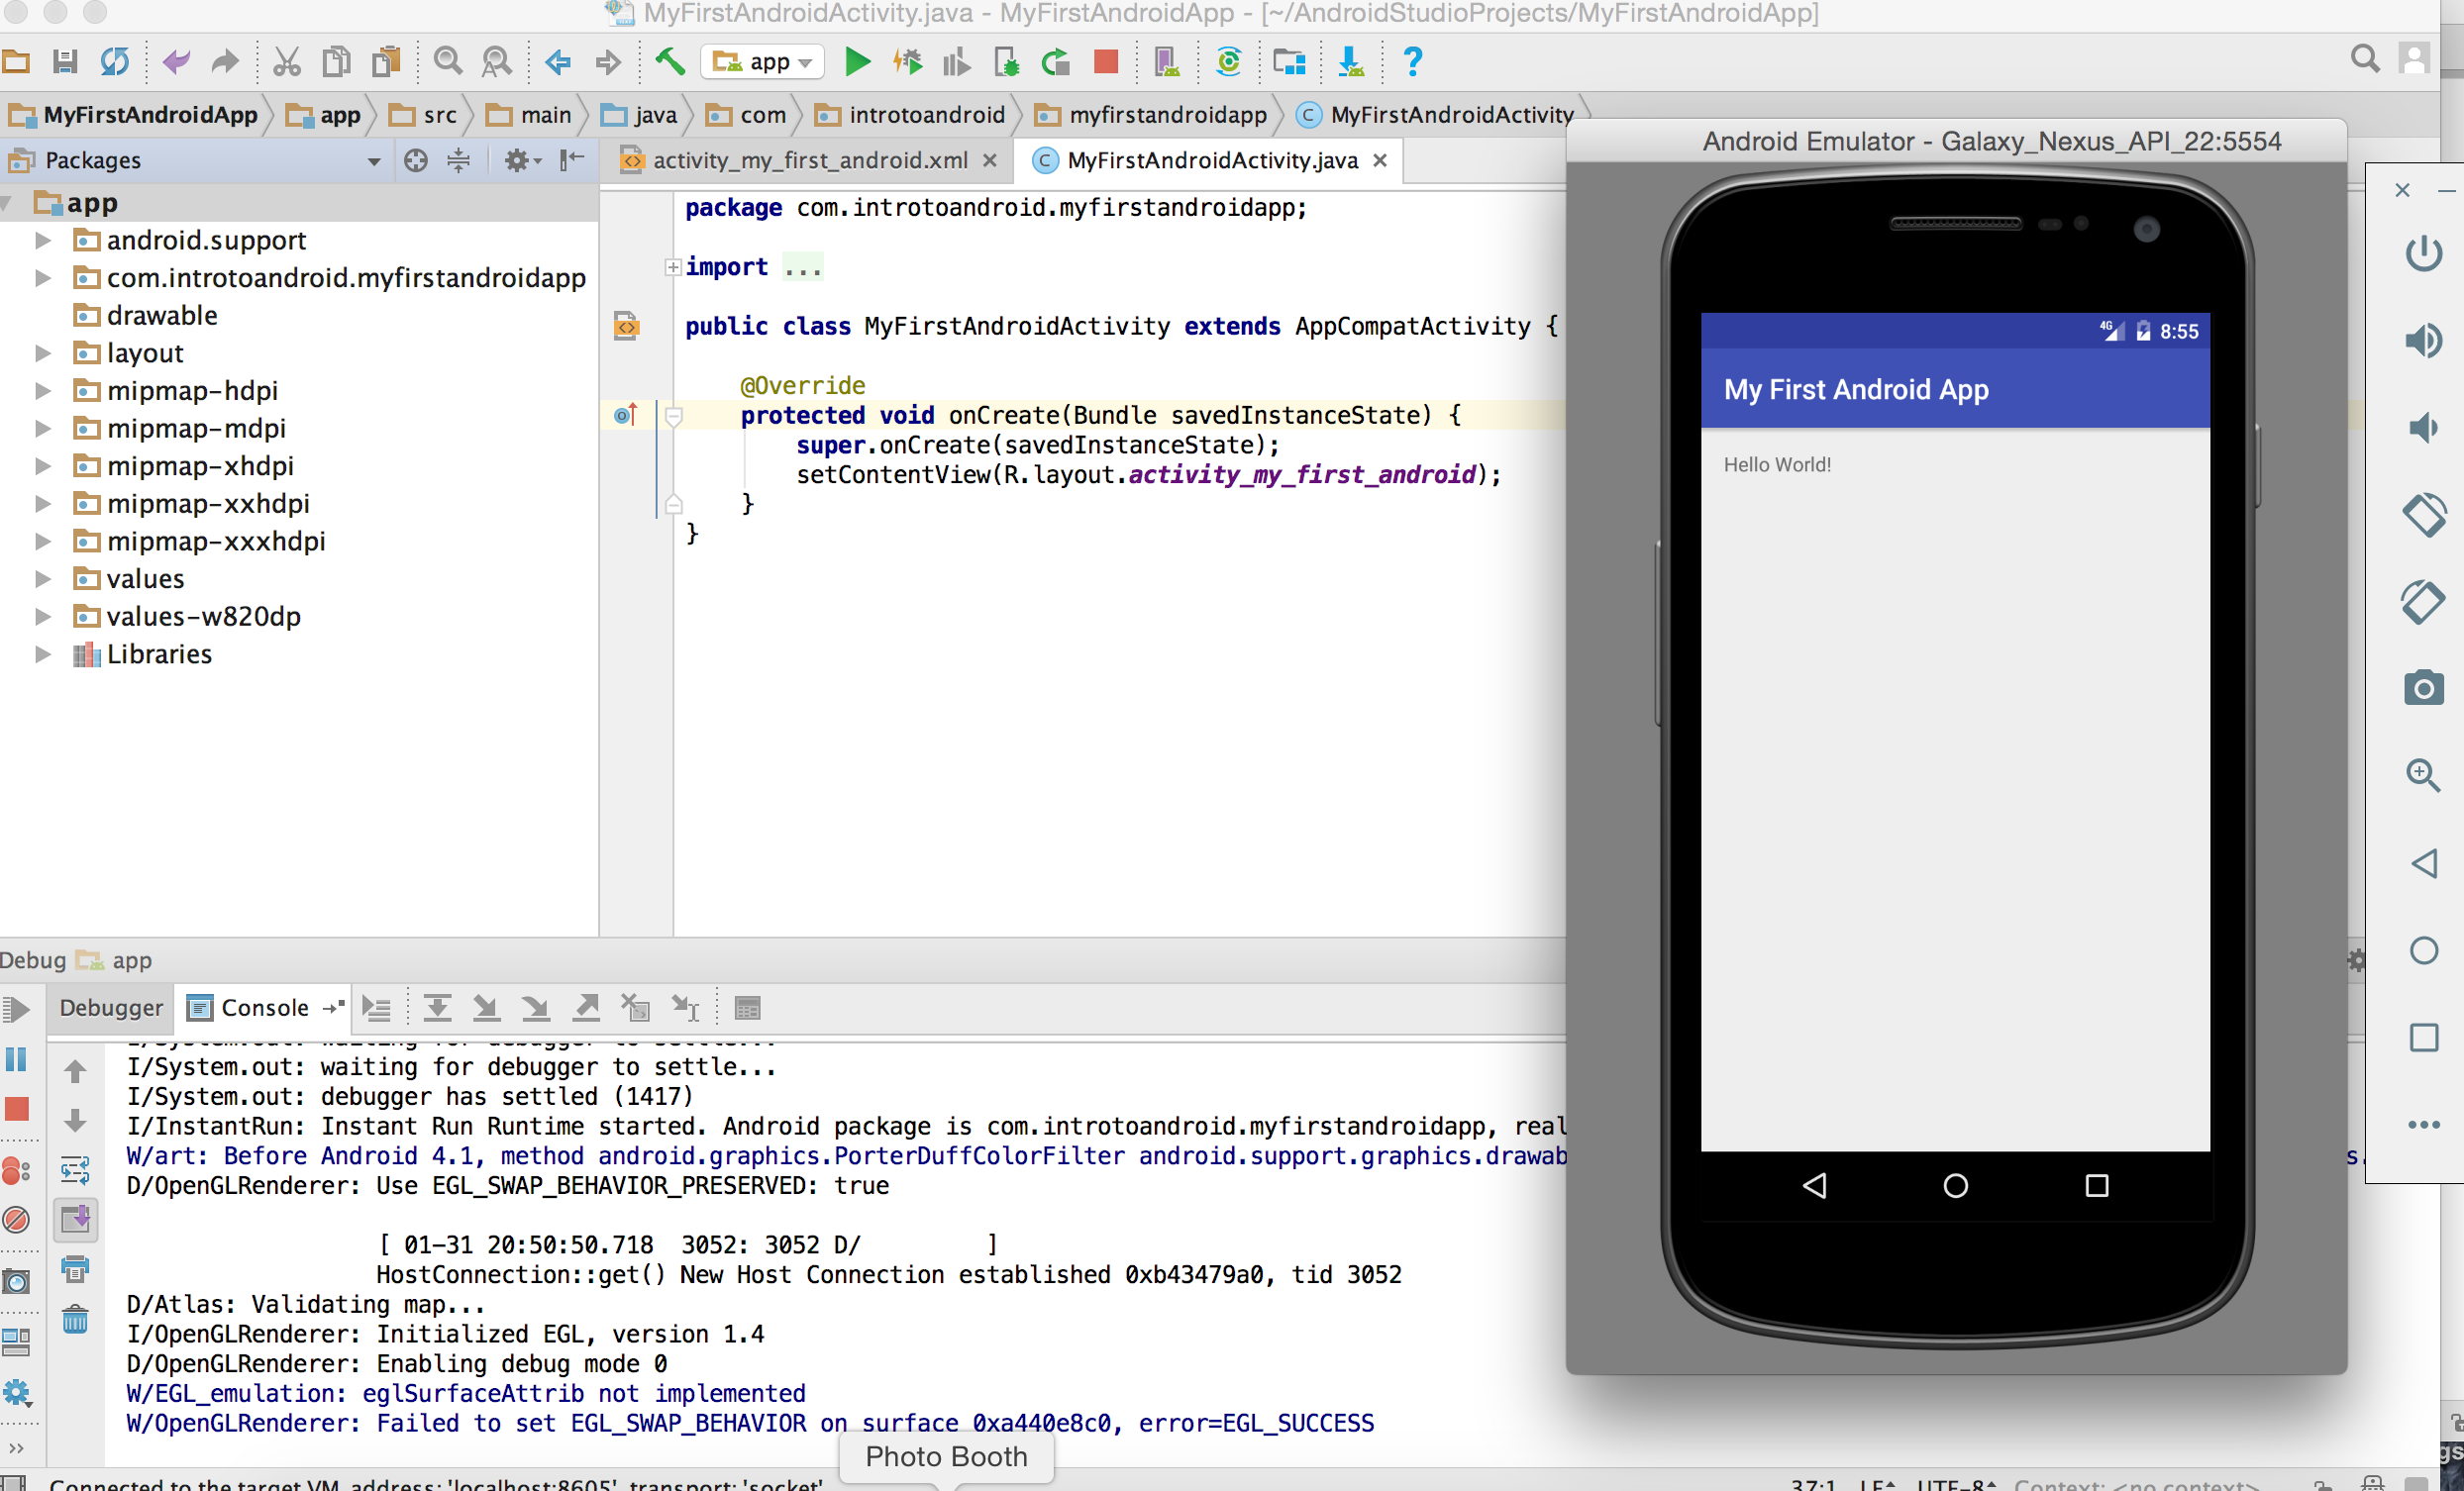 MyFirstAndroidActivity.java - MyFirstAndroidApp - [~/AndroidStudioProjects/MyFirstAndroidApp]
app
MyFirstAndroidApp app src main java com introtoandroid myfirstandroidapp MyFirstAndroidActivity
Packages
activity_my_first_android.xml MyFirstAndroidActivity.java
app
android.support
com.introtoandroid.myfirstandroidapp
drawable
layout
mipmap-hdpi
mipmap-mdpi
mipmap-xhdpi
mipmap-xxhdpi
mipmap-xxxhdpi
values
values-w820dp
Libraries
package com.introtoandroid.myfirstandroidapp;
import ...
public class MyFirstAndroidActivity extends AppCompatActivity {
@Override
protected void onCreate(Bundle savedInstanceState) {
super.onCreate(savedInstanceState);
setContentView(R.layout.activity_my_first_android);
}
}
Android Emulator - Galaxy_Nexus_API_22:5554
4G 8:55
My First Android App
Hello World!
Debug app
Debugger Console
I/System.out: waiting for debugger to settle...
I/System.out: waiting for debugger to settle...
I/System.out: debugger has settled (1417)
I/InstantRun: Instant Run Runtime started. Android package is com.introtoandroid.myfirstandroidapp, real
W/art: Before Android 4.1, method android.graphics.PorterDuffColorFilter android.support.graphics.drawab s.
D/OpenGLRenderer: Use EGL_SWAP_BEHAVIOR_PRESERVED: true
[ 01-31 20:50:50.718 3052: 3052 D/ ]
HostConnection::get() New Host Connection established 0xb43479a0, tid 3052
D/Atlas: Validating map...
I/OpenGLRenderer: Initialized EGL, version 1.4
D/OpenGLRenderer: Enabling debug mode 0
W/EGL_emulation: eglSurfaceAttrib not implemented
W/OpenGLRenderer: Failed to set EGL_SWAP_BEHAVIOR on surface 0xa440e8c0, error=EGL_SUCCESS
Photo Booth
gs
Connected to the target VM, address: 'localhost:8605', transport: 'socket'
37:1 LF UTF-8 Context: <no context>